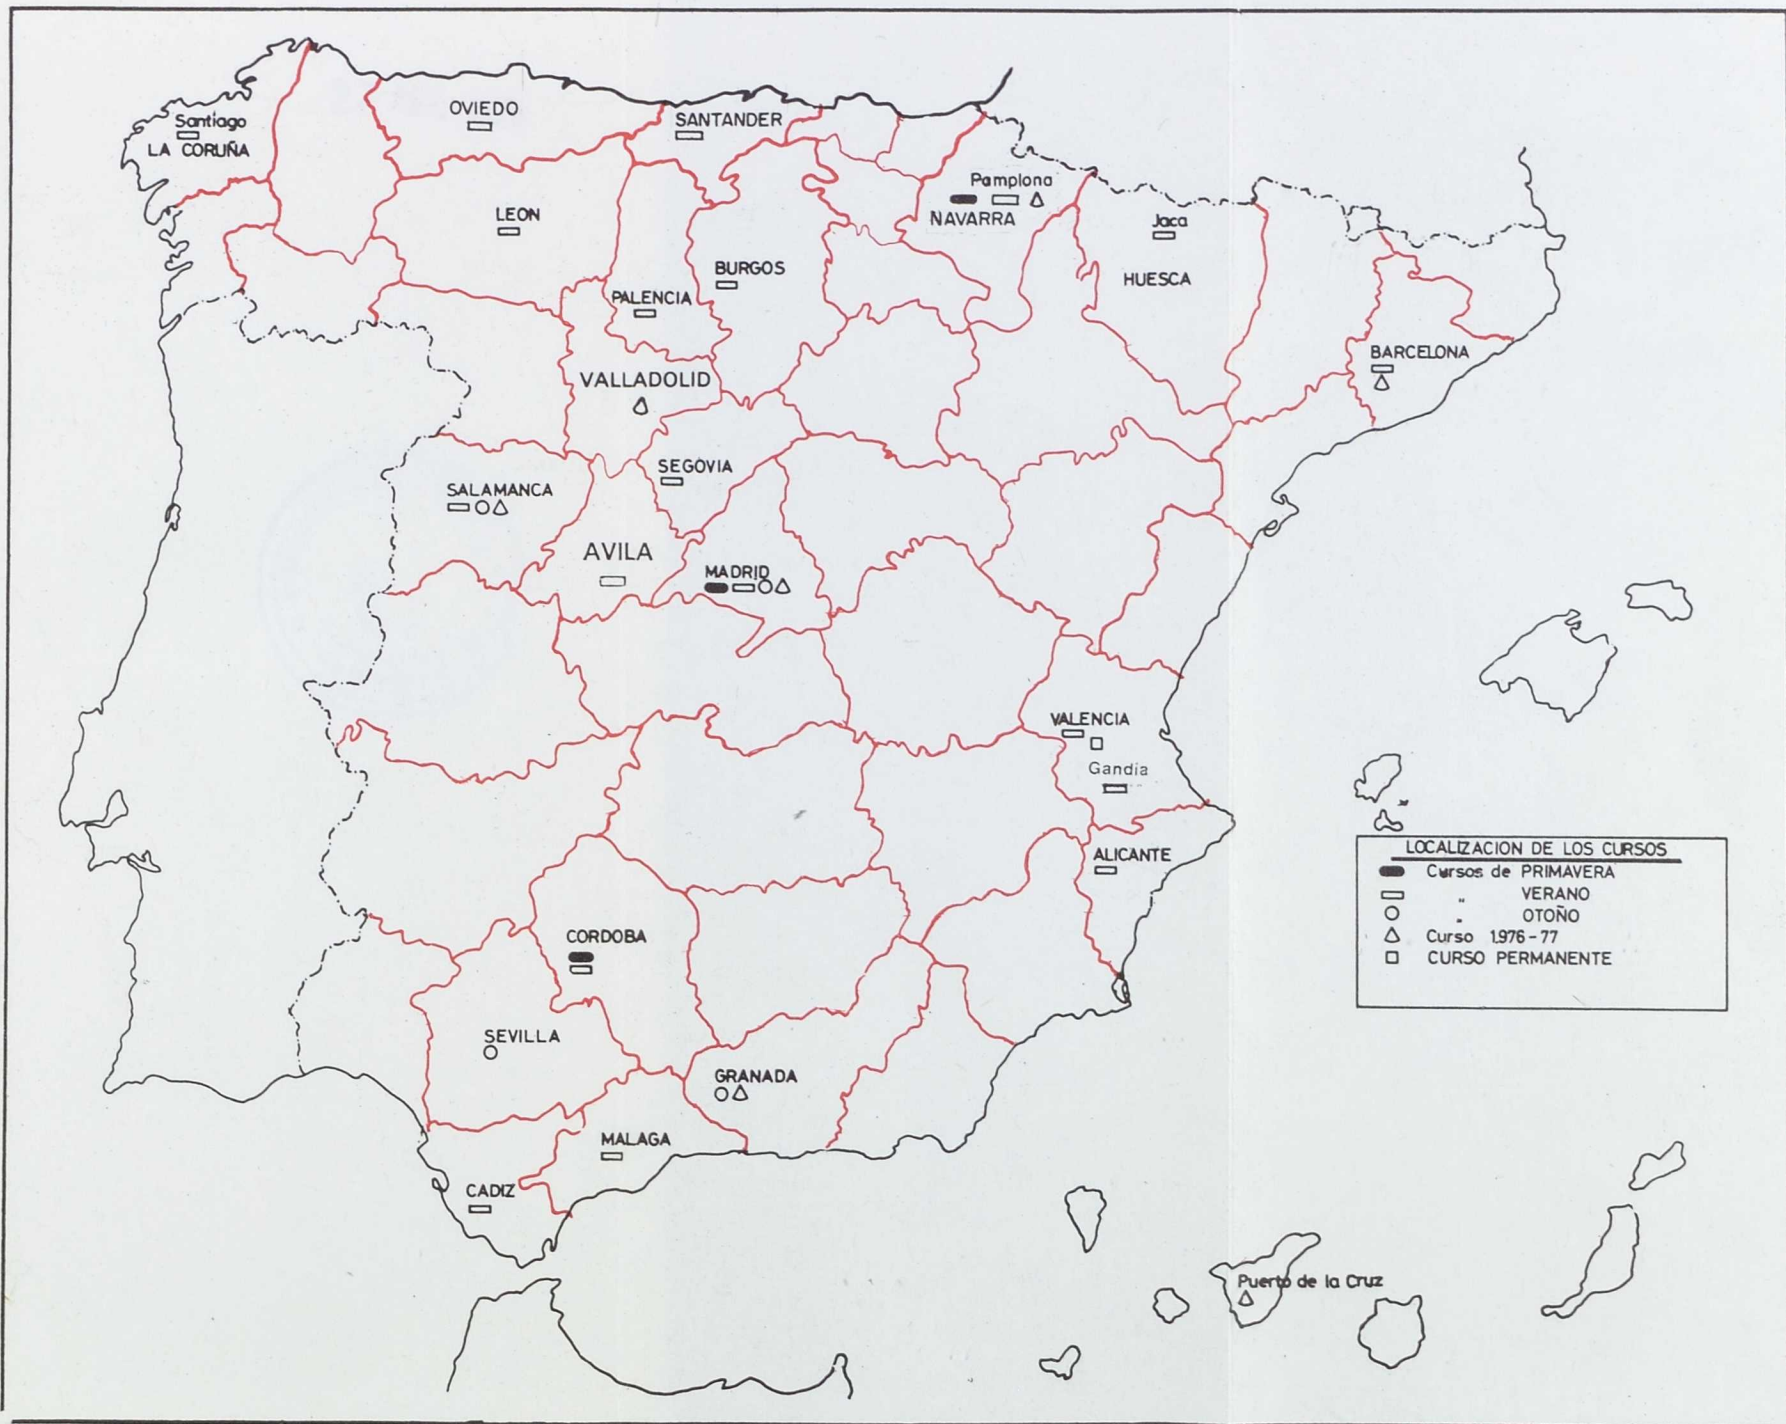 OVIEDO
SANTANDER
Santiago
LA CORUÑA
Pamplona
NAVARRA
LEON
Jaca
HUESCA
BURGOS
PALENCIA
BARCELONA
VALLADOLID
SEGOVIA
SALAMANCA
AVILA
MADRID
VALENCIA
Gandia
ALICANTE
LOCALIZACION DE LOS CURSOS
Cursos de PRIMAVERA
" VERANO
" OTOÑO
Curso 1.976-77
CURSO PERMANENTE
CORDOBA
SEVILLA
GRANADA
MALAGA
CADIZ
Puerto de la Cruz